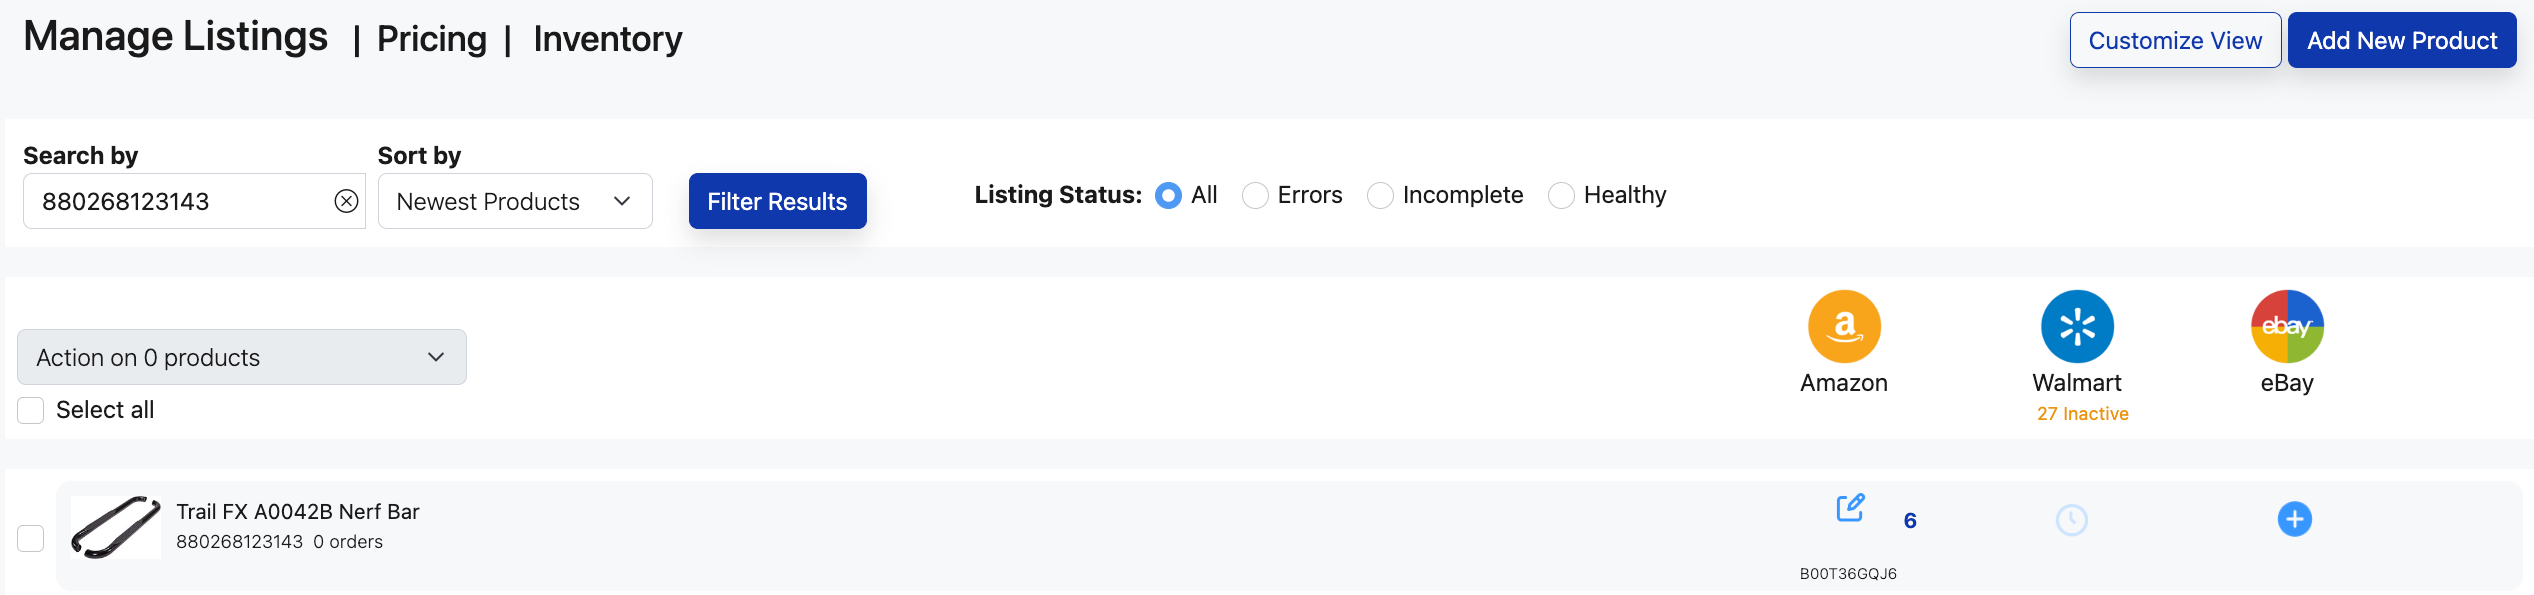 Manage Listings | Pricing | Inventory
Customize View
Add New Product
Search by
880268123143
Sort by
Newest Products
Filter Results
Listing Status: All Errors Incomplete Healthy
Action on 0 products
Select all
a
Amazon
Walmart
27 Inactive
ebay
eBay
Trail FX A0042B Nerf Bar
880268123143 0 orders
6
B00T36GQJ6